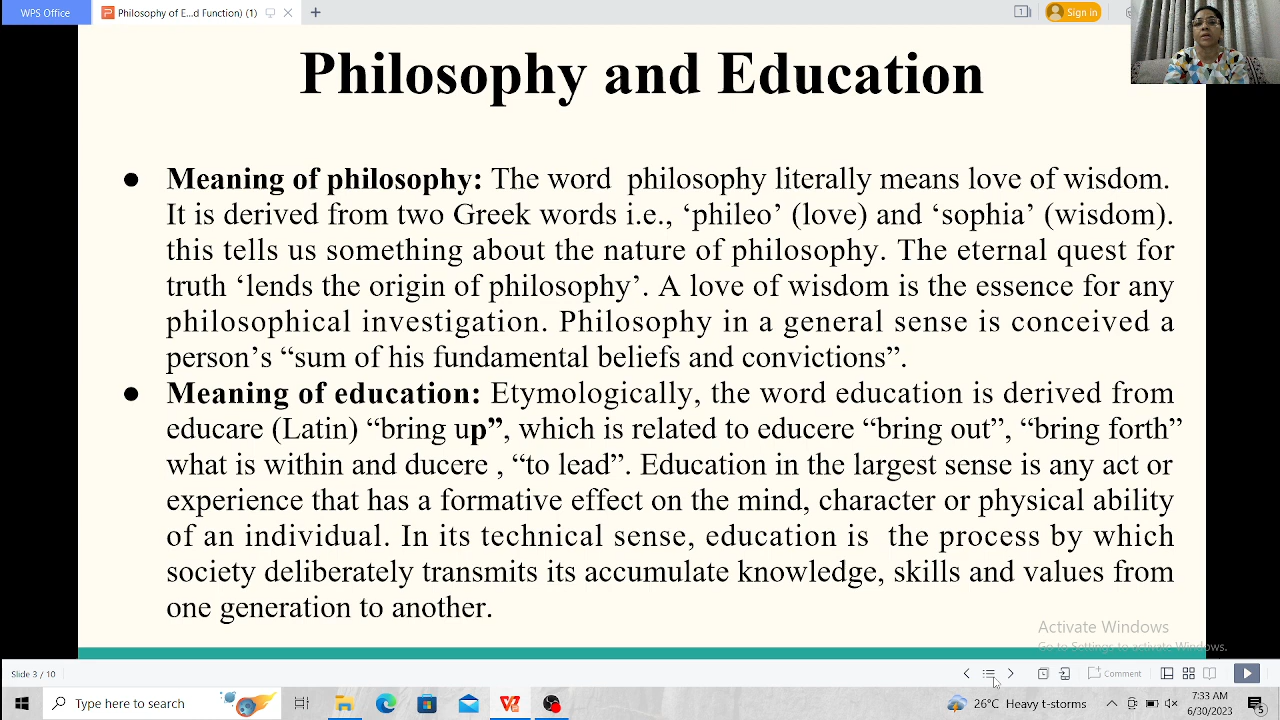 WPS Office
Philosophy of E...d Function) (1)
1
Sign in
Philosophy and Education
● Meaning of philosophy: The word philosophy literally means love of wisdom.
It is derived from two Greek words i.e., ‘phileo’ (love) and ‘sophia’ (wisdom).
this tells us something about the nature of philosophy. The eternal quest for
truth ‘lends the origin of philosophy’. A love of wisdom is the essence for any
philosophical investigation. Philosophy in a general sense is conceived a
person’s “sum of his fundamental beliefs and convictions”.
● Meaning of education: Etymologically, the word education is derived from
educare (Latin) “bring up”, which is related to educere “bring out”, “bring forth”
what is within and ducere , “to lead”. Education in the largest sense is any act or
experience that has a formative effect on the mind, character or physical ability
of an individual. In its technical sense, education is the process by which
society deliberately transmits its accumulate knowledge, skills and values from
one generation to another.
Activate Windows
Go to Settings to activate Windows.
Slide 3 / 10
Comment
Type here to search
26°C Heavy t-storms
7:33 AM
6/30/2023
5